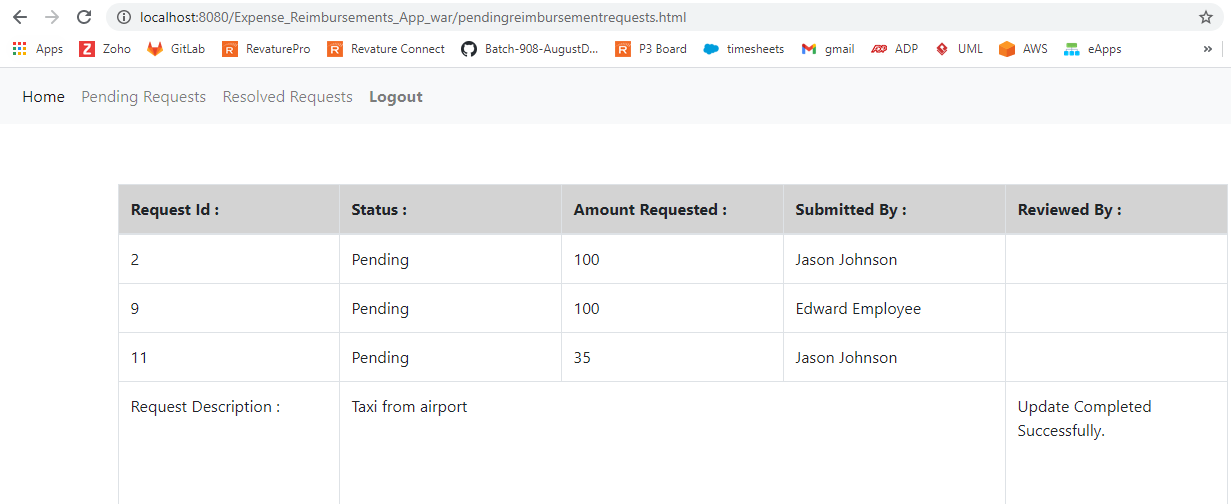 localhost:8080/Expense_Reimbursements_App_war/pendingreimbursementrequests.html
Apps Zoho GitLab RevaturePro Revature Connect Batch-908-AugustD... P3 Board timesheets gmail ADP UML AWS eApps »
Home Pending Requests Resolved Requests Logout
Request Id : Status : Amount Requested : Submitted By : Reviewed By :
2 Pending 100 Jason Johnson
9 Pending 100 Edward Employee
11 Pending 35 Jason Johnson
Request Description : Taxi from airport Update Completed
Successfully.